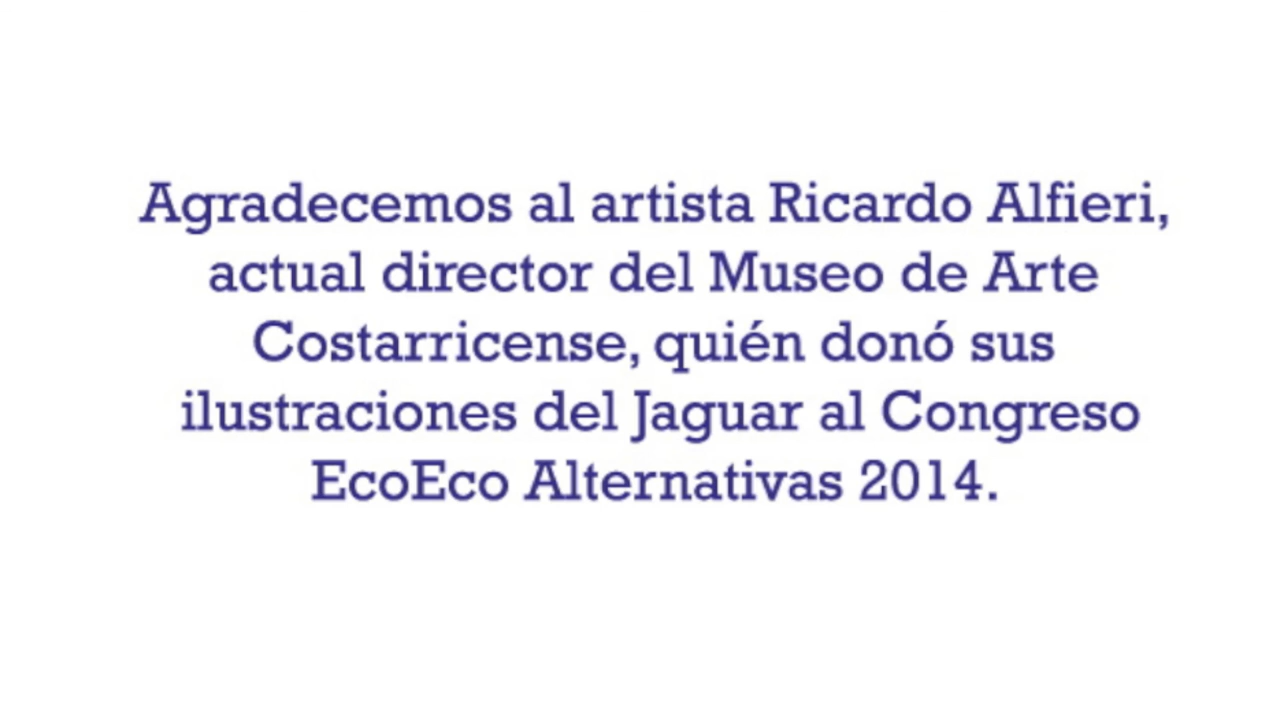 Agradecemos al artista Ricardo Alfieri,
actual director del Museo de Arte
Costarricense, quién donó sus
ilustraciones del Jaguar al Congreso
EcoEco Alternativas 2014.